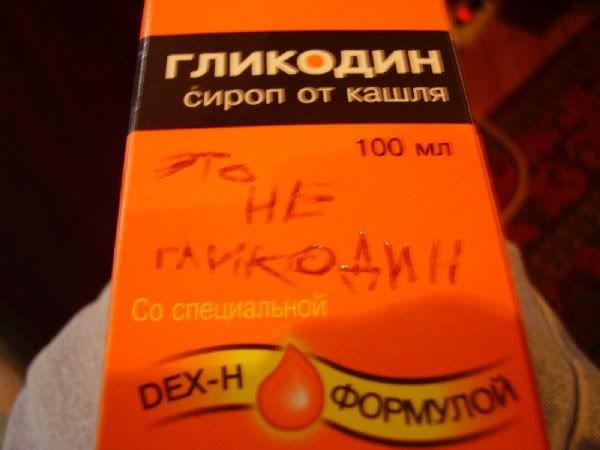 ГЛИКОДИН
сироп от кашля
100 мл
ЭТО
НЕ
ГЛИКОДИН
Со специальной
DEX-H ФОРМУЛОЙ